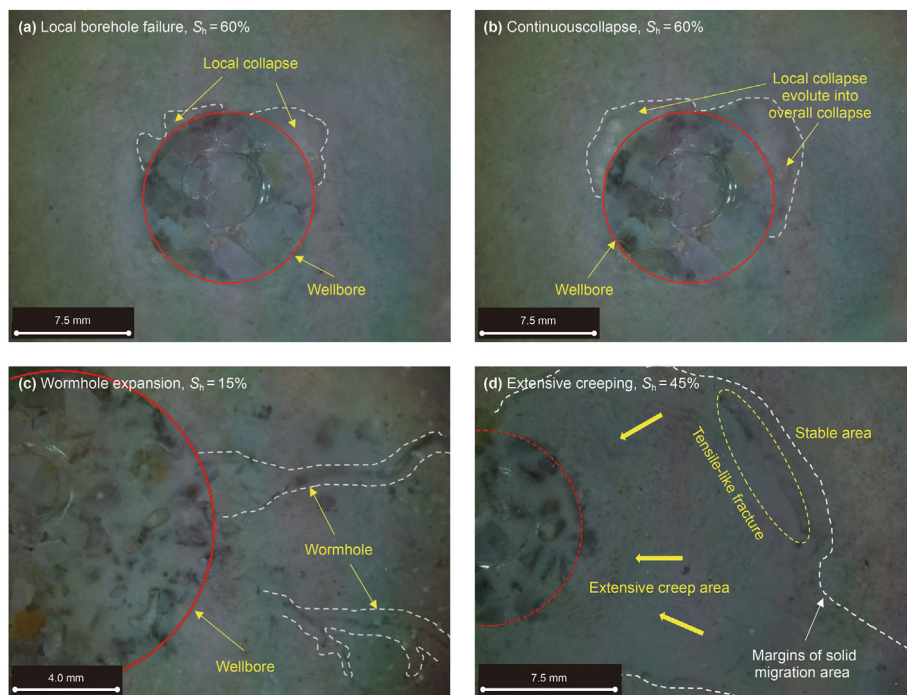 (a) Local borehole failure, Sh = 60%
Local collapse
Wellbore
7.5 mm
(b) Continuouscollapse, Sh = 60%
Local collapse
evolute into
overall collapse
Wellbore
7.5 mm
(c) Wormhole expansion, Sh = 15%
Wormhole
Wellbore
4.0 mm
(d) Extensive creeping, Sh = 45%
Stable area
Tensile-like fracture
Extensive creep area
Margins of solid
migration area
7.5 mm